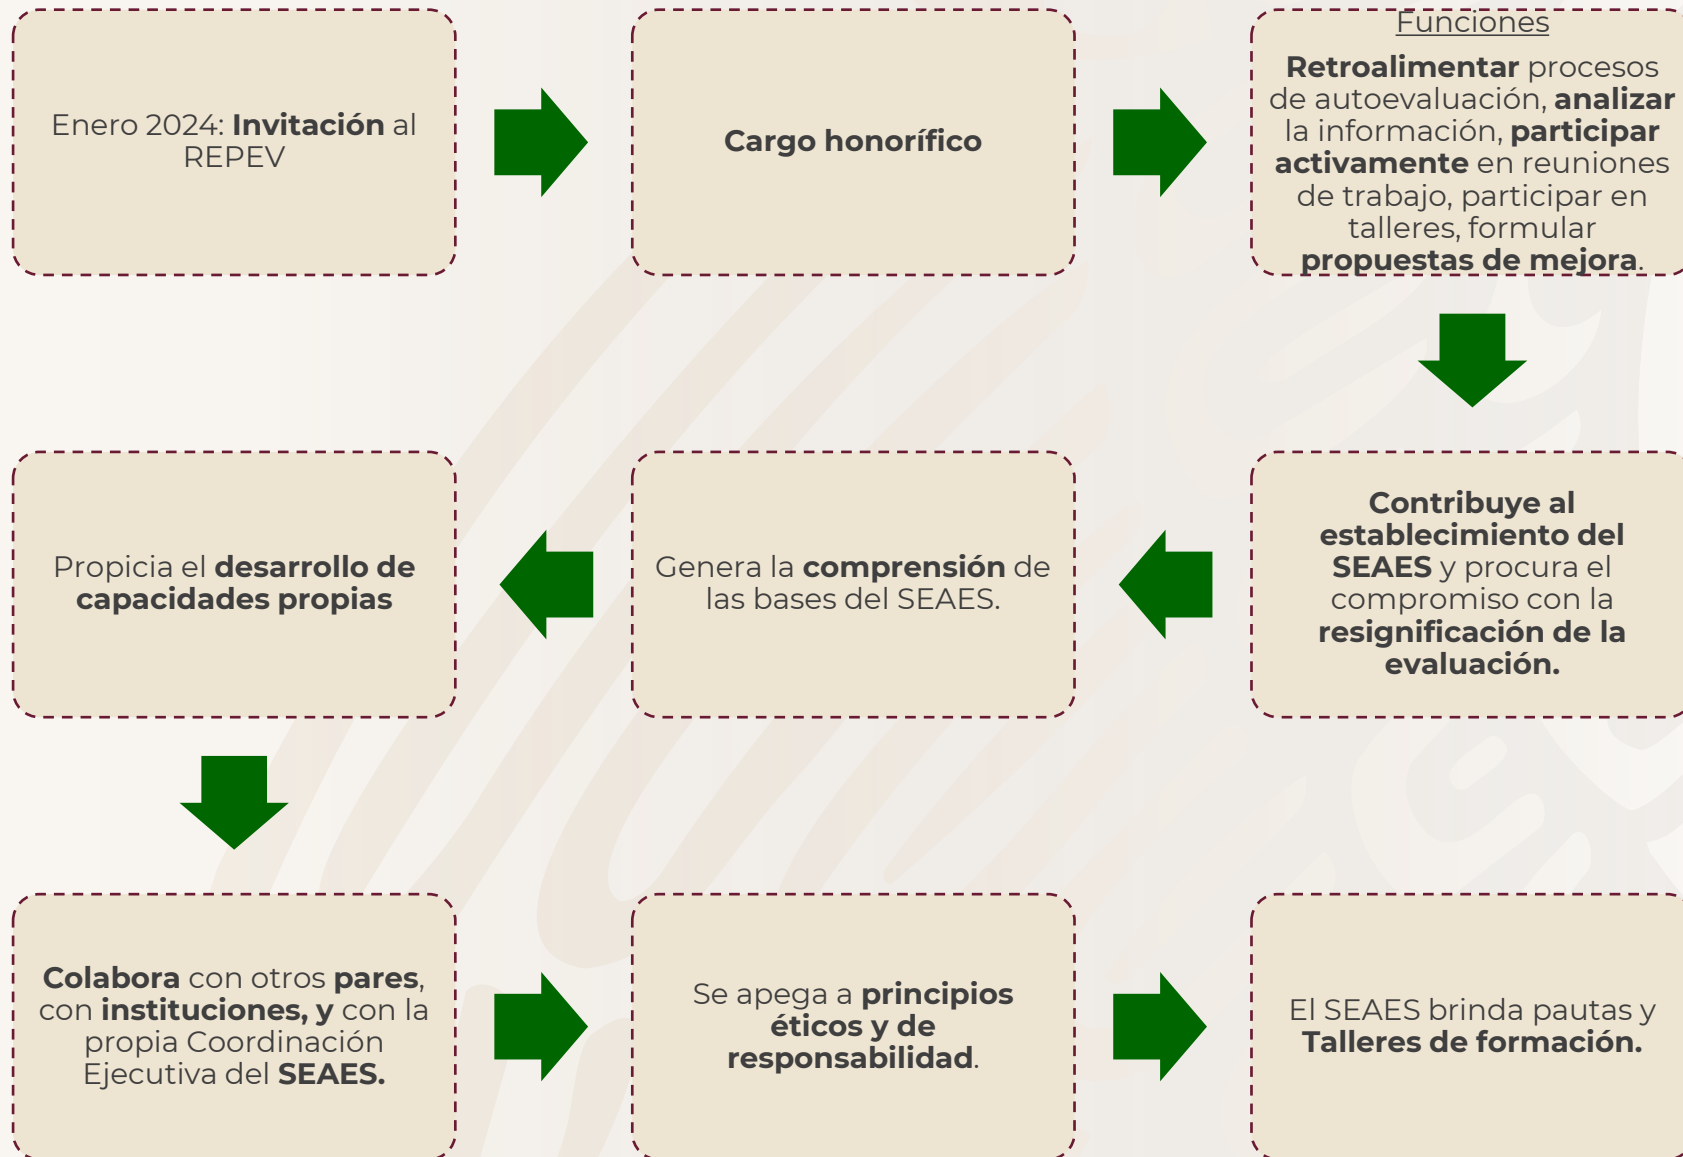 Enero 2024: Invitación al
REPEV
Cargo honorífico
Funciones
Retroalimentar procesos
de autoevaluación, analizar
la información, participar
activamente en reuniones
de trabajo, participar en
talleres, formular
propuestas de mejora.
Contribuye al
establecimiento del
SEAES y procura el
compromiso con la
resignificación de la
evaluación.
Genera la comprensión de
las bases del SEAES.
Propicia el desarrollo de
capacidades propias
Colabora con otros pares,
con instituciones, y con la
propia Coordinación
Ejecutiva del SEAES.
Se apega a principios
éticos y de
responsabilidad.
El SEAES brinda pautas y
Talleres de formación.